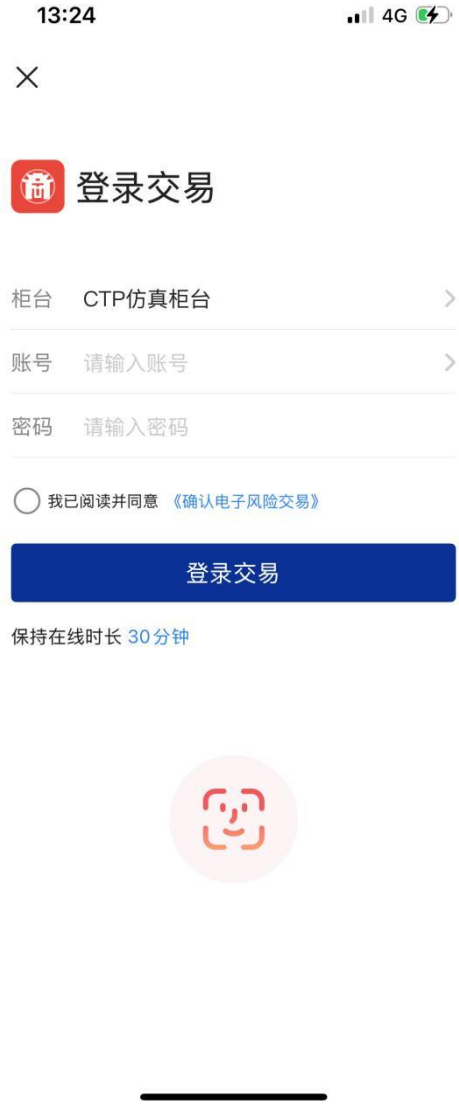 13:24 4G
登录交易
柜台 CTP仿真柜台
账号 请输入账号
密码 请输入密码
我已阅读并同意 《确认电子风险交易》
登录交易
保持在线时长 30分钟